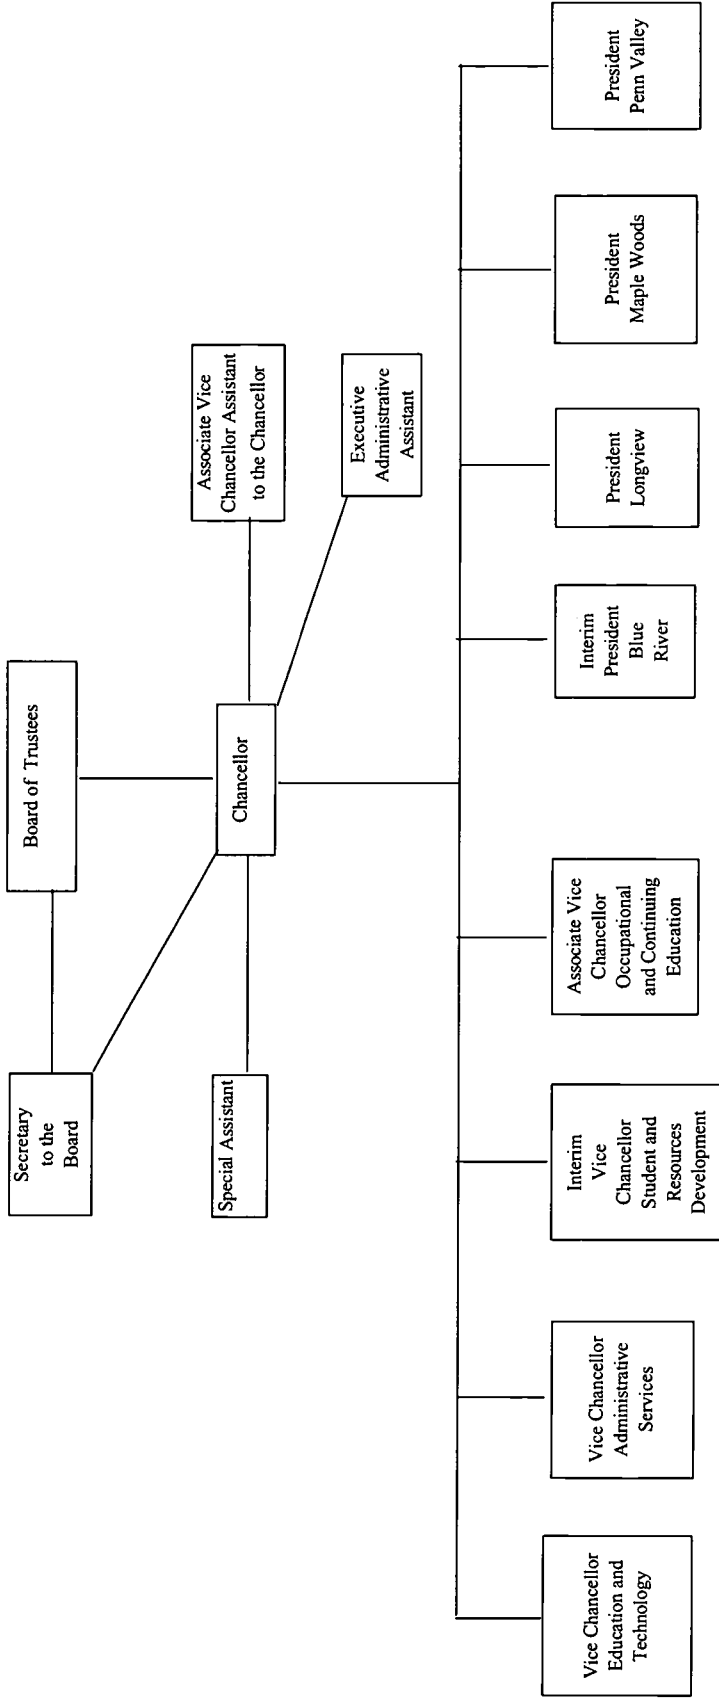 Secretary
to the
Board
Board of Trustees
Special Assistant
Chancellor
Associate Vice
Chancellor Assistant
to the Chancellor
Executive
Administrative
Assistant
Vice Chancellor
Education and
Technology
Vice Chancellor
Administrative
Services
Interim
Vice
Chancellor
Student and
Resources
Development
Associate Vice
Chancellor
Occupational
and Continuing
Education
Interim
President
Blue
River
President
Longview
President
Maple Woods
President
Penn Valley